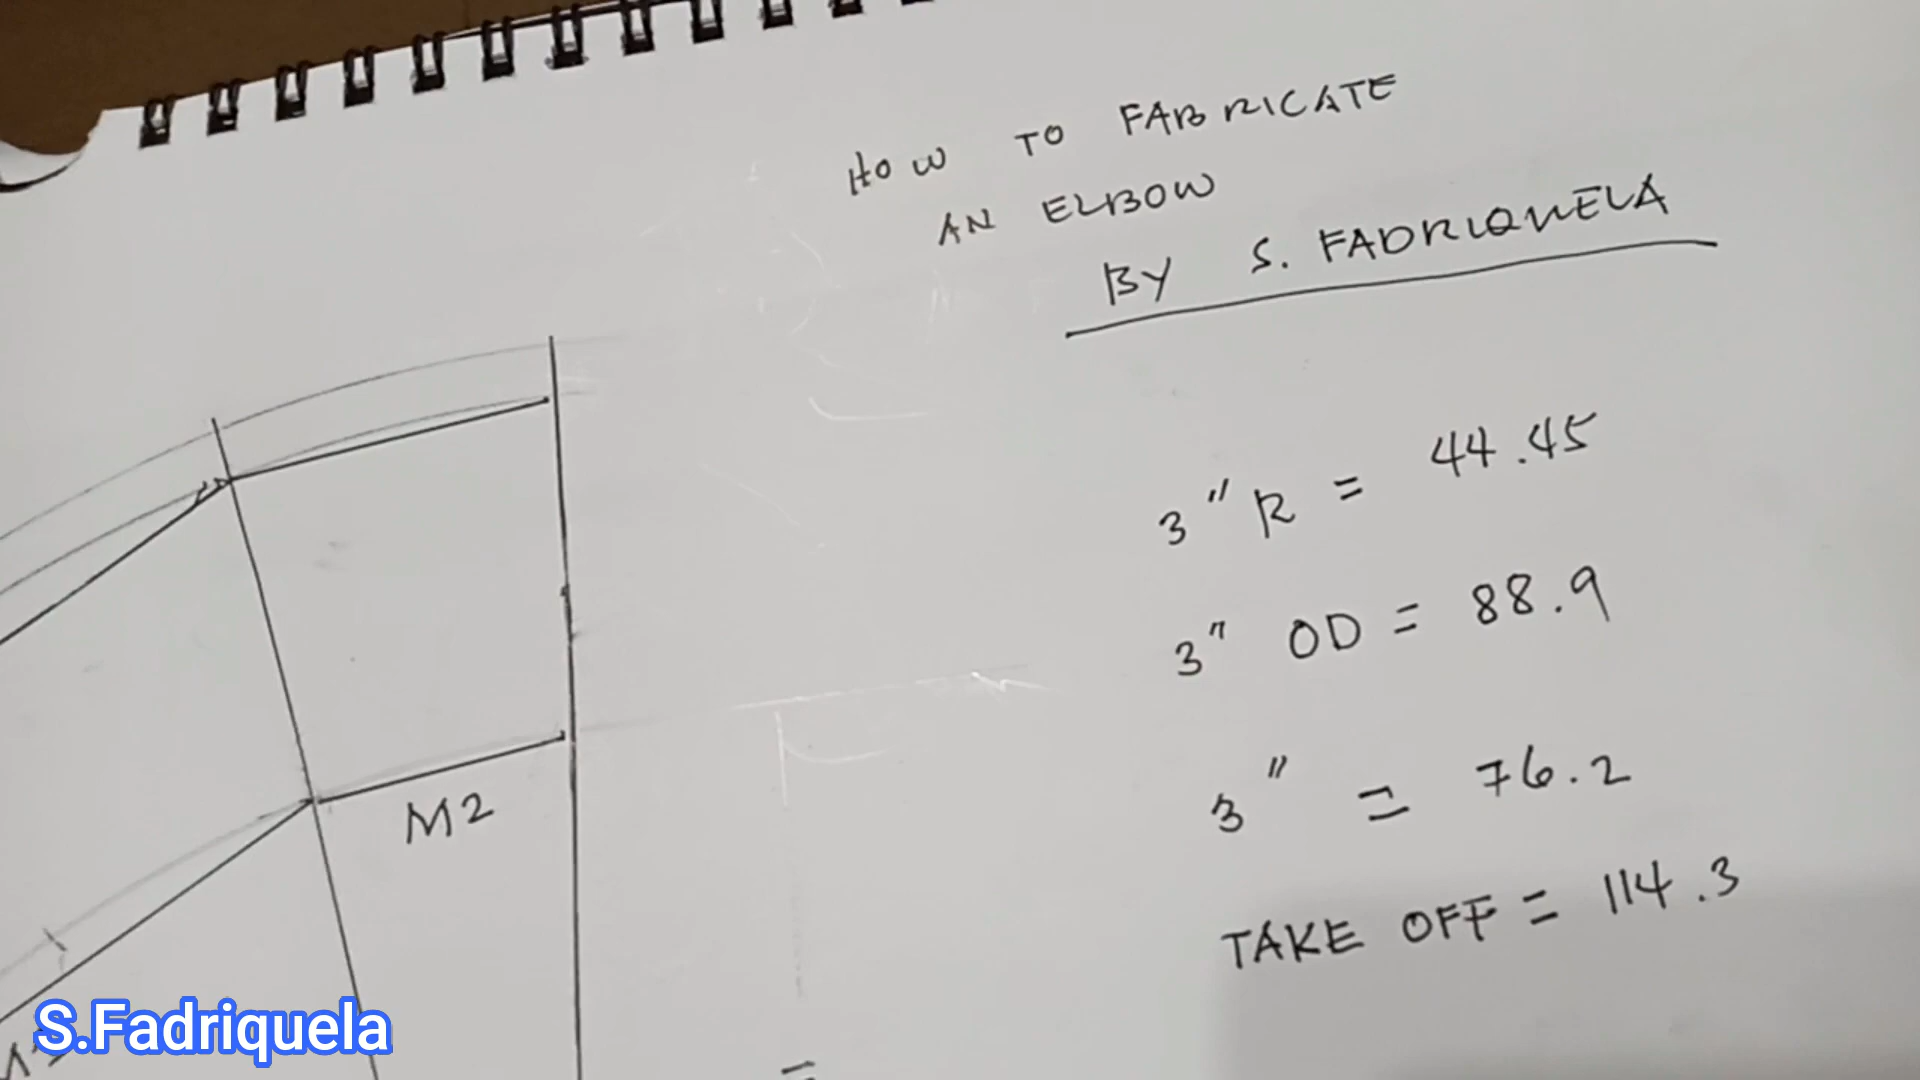 HOW TO FABRICATE
AN ELBOW
BY S. FADRIQUELA
3" R = 44.45
3" OD = 88.9
3" = 76.2
TAKE OFF = 114.3
M2
S.Fadriquela